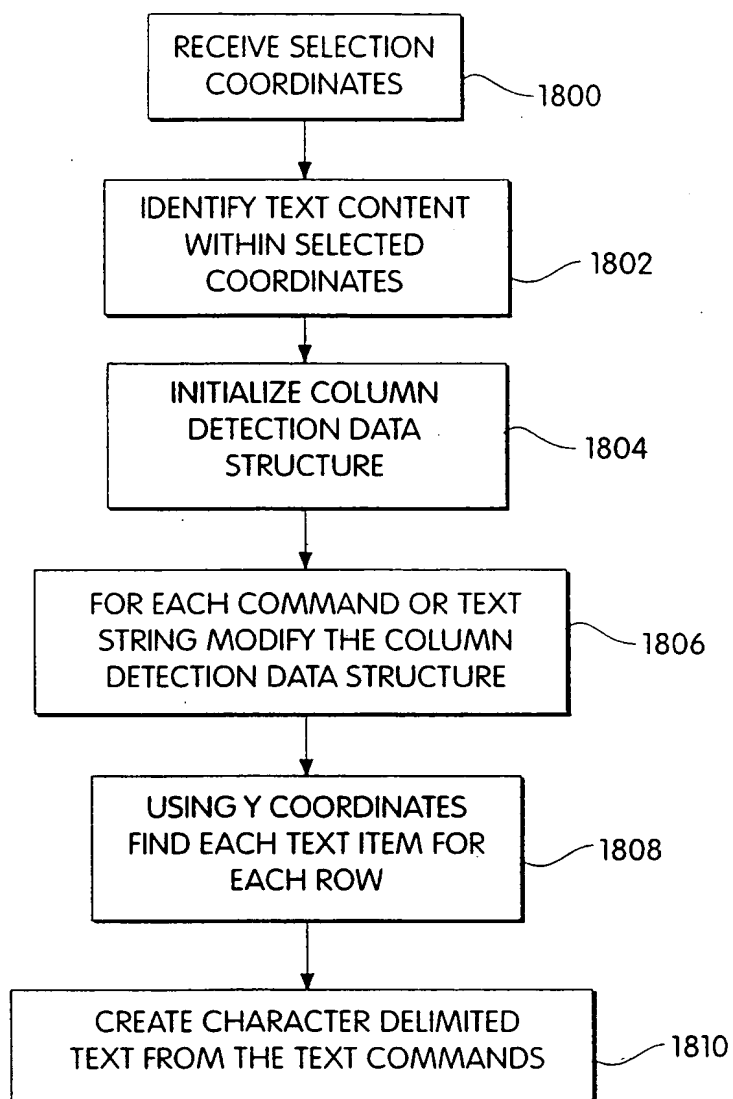 RECEIVE SELECTION
COORDINATES
1800
IDENTIFY TEXT CONTENT
WITHIN SELECTED
COORDINATES
1802
INITIALIZE COLUMN
DETECTION DATA
STRUCTURE
1804
FOR EACH COMMAND OR TEXT
STRING MODIFY THE COLUMN
DETECTION DATA STRUCTURE
1806
USING Y COORDINATES
FIND EACH TEXT ITEM FOR
EACH ROW
1808
CREATE CHARACTER DELIMITED
TEXT FROM THE TEXT COMMANDS
1810